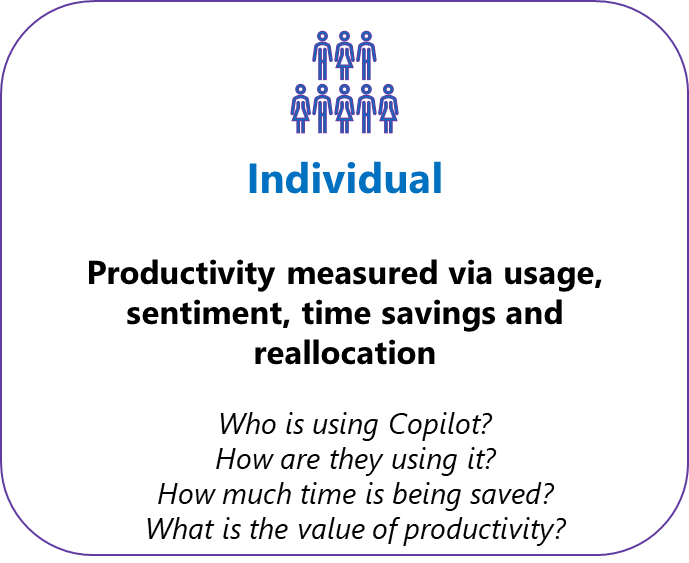 Individual
Productivity measured via usage,
sentiment, time savings and
reallocation
Who is using Copilot?
How are they using it?
How much time is being saved?
What is the value of productivity?